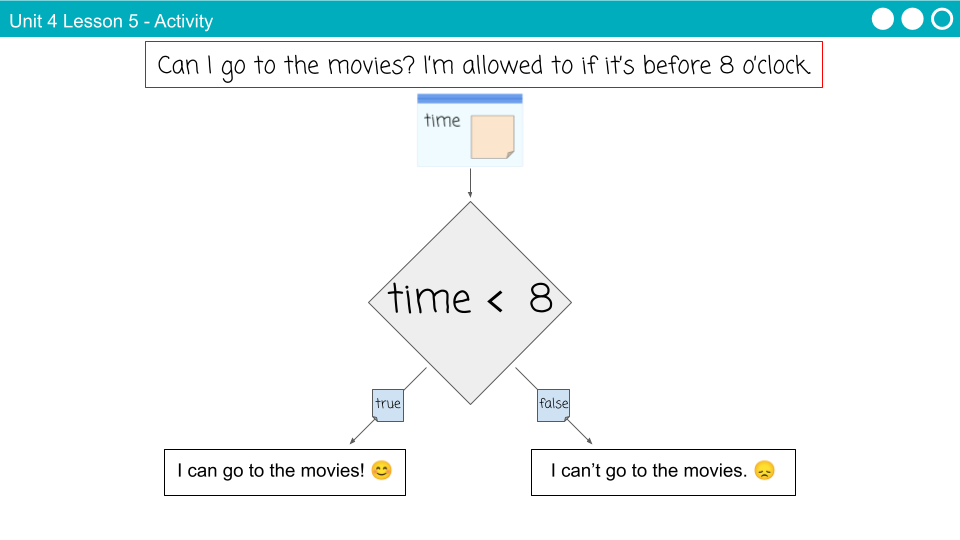 Unit 4 Lesson 5 - Activity
Can I go to the movies? I'm allowed to if it's before 8 o'clock.
time
time < 8
true
false
I can go to the movies! 😊
I can’t go to the movies. 😞